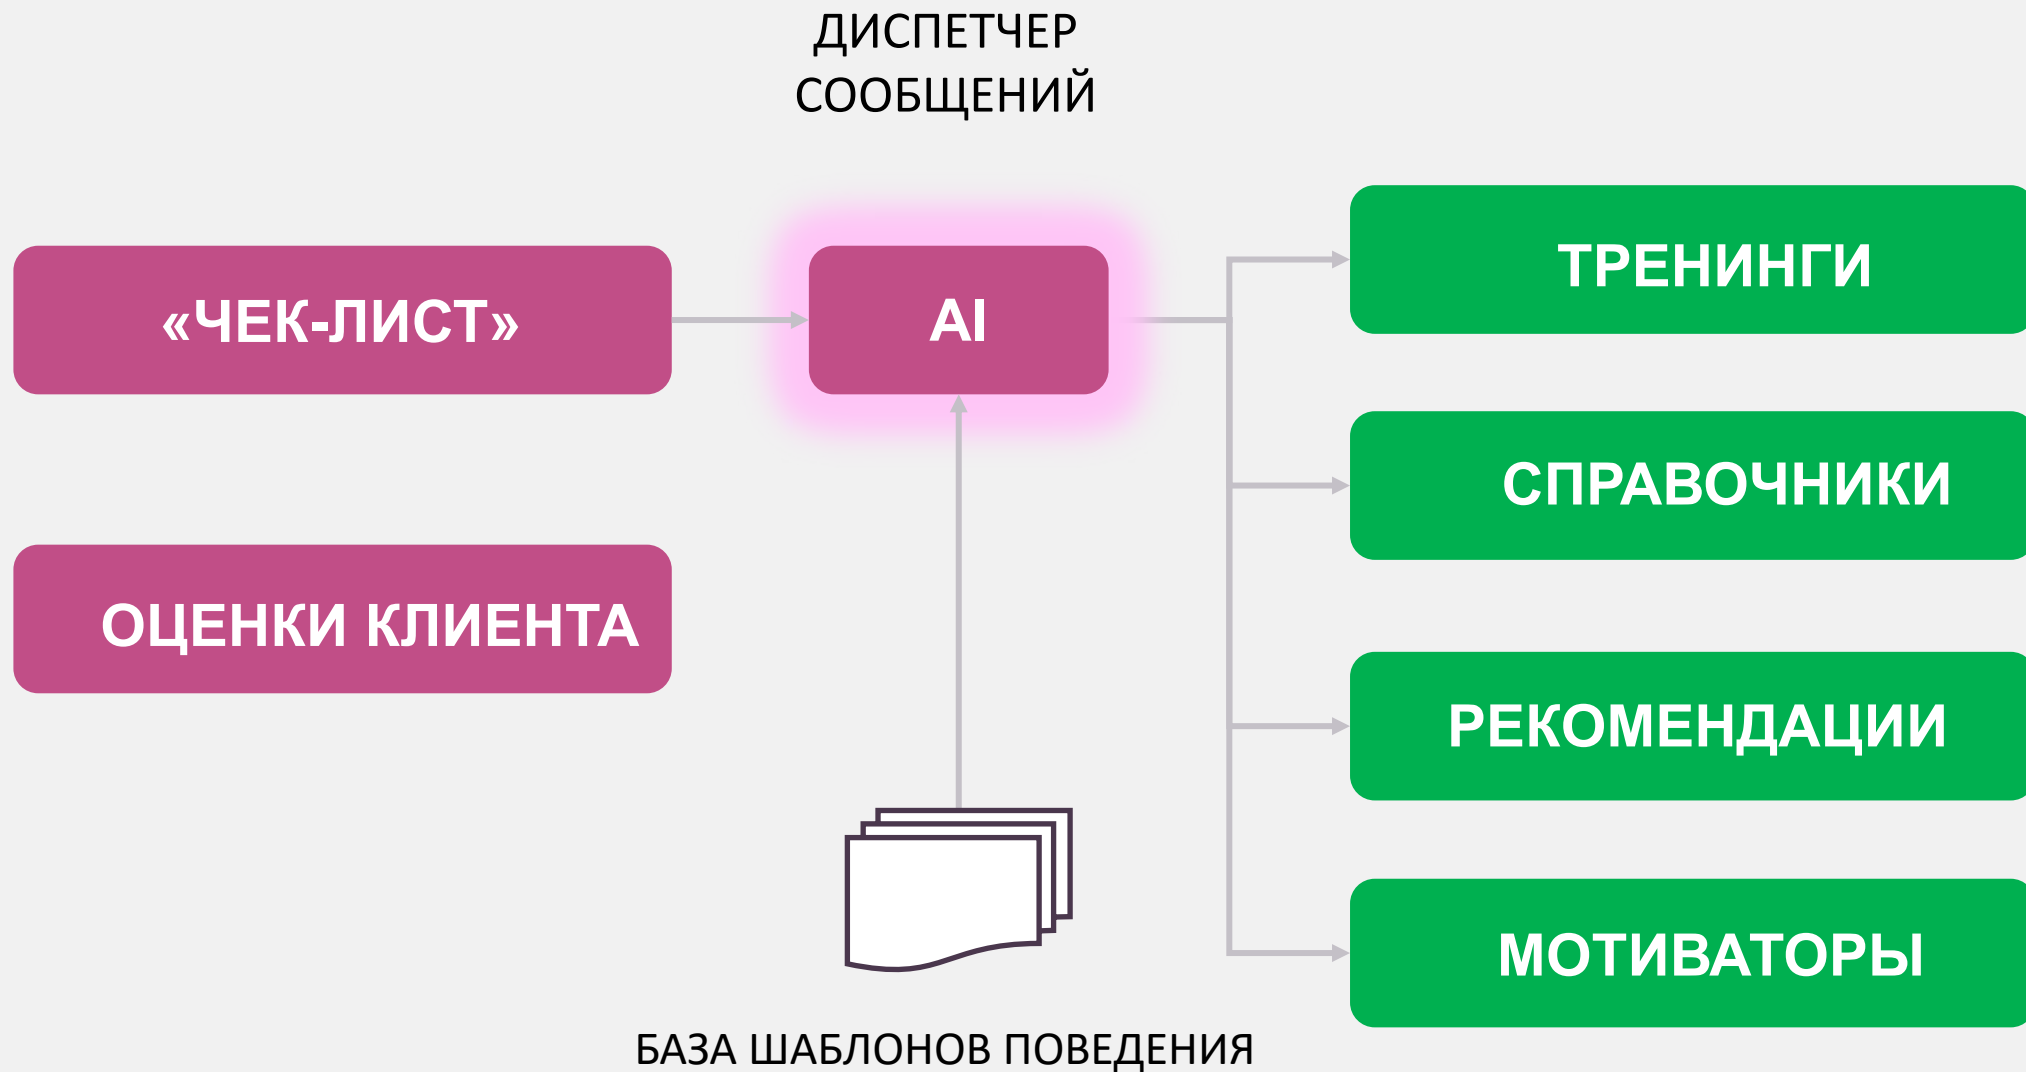 ДИСПЕТЧЕР
СООБЩЕНИЙ
«ЧЕК-ЛИСТ»
AI
ТРЕНИНГИ
СПРАВОЧНИКИ
ОЦЕНКИ КЛИЕНТА
РЕКОМЕНДАЦИИ
МОТИВАТОРЫ
БАЗА ШАБЛОНОВ ПОВЕДЕНИЯ